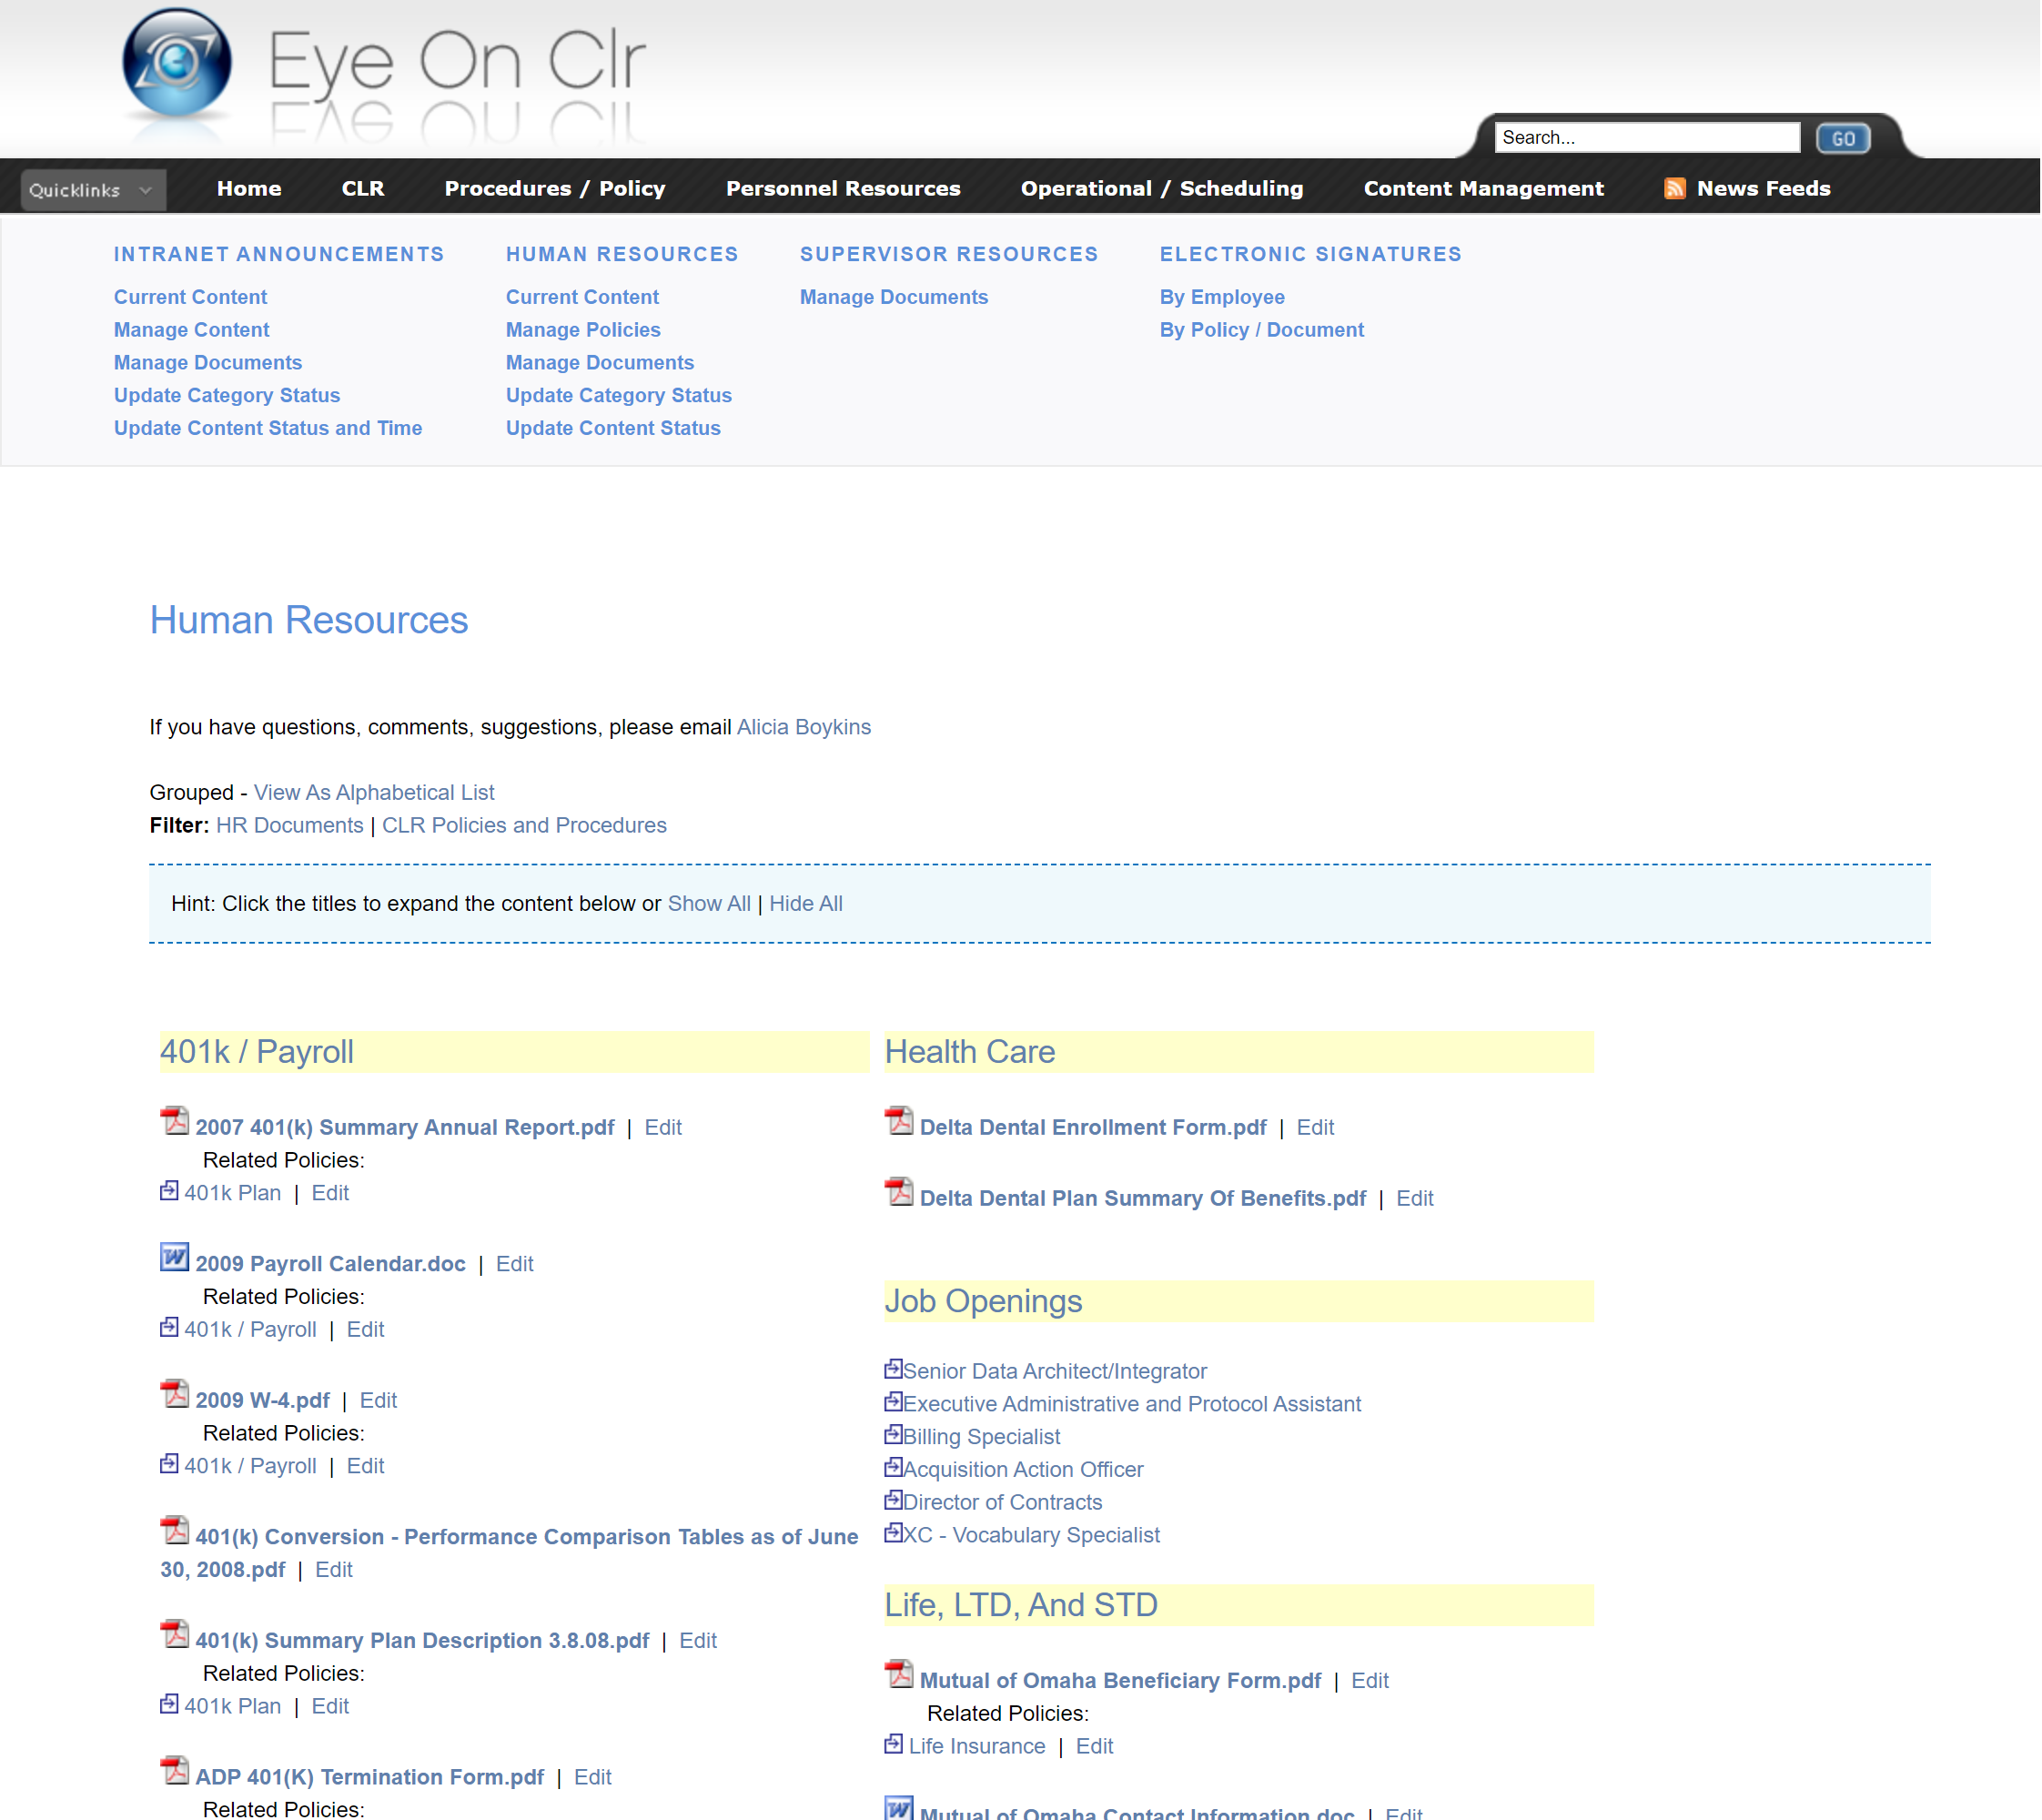 Eye On Clr
Search...
GO
Quicklinks
Home
CLR
Procedures / Policy
Personnel Resources
Operational / Scheduling
Content Management
News Feeds
INTRANET ANNOUNCEMENTS
Current Content
Manage Content
Manage Documents
Update Category Status
Update Content Status and Time
HUMAN RESOURCES
Current Content
Manage Policies
Manage Documents
Update Category Status
Update Content Status
SUPERVISOR RESOURCES
Manage Documents
ELECTRONIC SIGNATURES
By Employee
By Policy / Document
Human Resources
If you have questions, comments, suggestions, please email Alicia Boykins
Grouped - View As Alphabetical List
Filter: HR Documents | CLR Policies and Procedures
Hint: Click the titles to expand the content below or Show All | Hide All
401k / Payroll
2007 401(k) Summary Annual Report.pdf | Edit
Related Policies:
401k Plan | Edit
2009 Payroll Calendar.doc | Edit
Related Policies:
401k / Payroll | Edit
2009 W-4.pdf | Edit
Related Policies:
401k / Payroll | Edit
401(k) Conversion - Performance Comparison Tables as of June
30, 2008.pdf | Edit
401(k) Summary Plan Description 3.8.08.pdf | Edit
Related Policies:
401k Plan | Edit
ADP 401(K) Termination Form.pdf | Edit
Related Policies:
Health Care
Delta Dental Enrollment Form.pdf | Edit
Delta Dental Plan Summary Of Benefits.pdf | Edit
Job Openings
Senior Data Architect/Integrator
Executive Administrative and Protocol Assistant
Billing Specialist
Acquisition Action Officer
Director of Contracts
XC - Vocabulary Specialist
Life, LTD, And STD
Mutual of Omaha Beneficiary Form.pdf | Edit
Related Policies:
Life Insurance | Edit
Mutual of Omaha Contact Information.doc | Edit